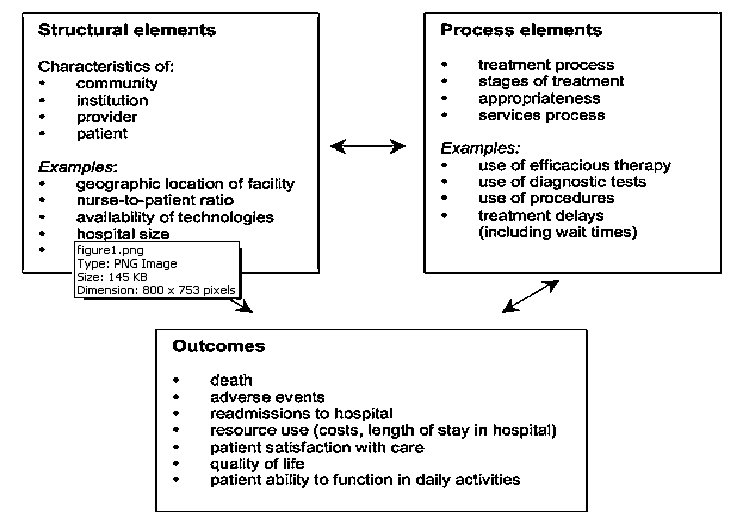 Structural elements
Characteristics of:
• community
• institution
• provider
• patient
Examples:
• geographic location of facility
• nurse-to-patient ratio
• availability of technologies
• hospital size
•
figure1.png
Type: PNG Image
Size: 145 KB
Dimension: 800 x 753 pixels
Process elements
• treatment process
• stages of treatment
• appropriateness
• services process
Examples:
• use of efficacious therapy
• use of diagnostic tests
• use of procedures
• treatment delays
(including wait times)
Outcomes
• death
• adverse events
• readmissions to hospital
• resource use (costs, length of stay in hospital)
• patient satisfaction with care
• quality of life
• patient ability to function in daily activities